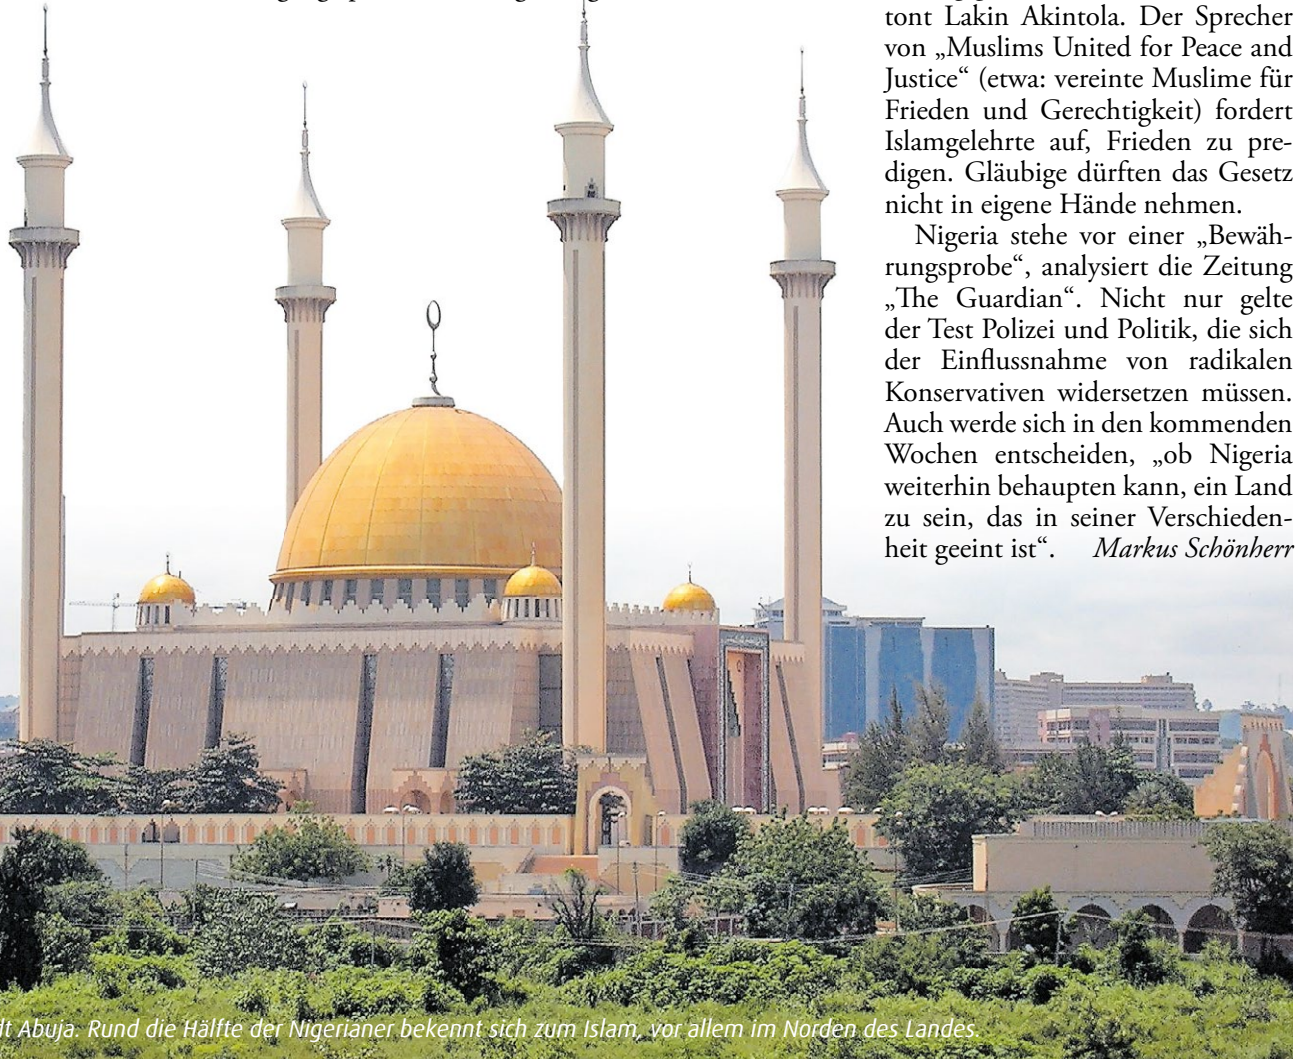 tont Lakin Akintola. Der Sprecher
von „Muslims United for Peace and
Justice“ (etwa: vereinte Muslime für
Frieden und Gerechtigkeit) fordert
Islamgelehrte auf, Frieden zu pre-
digen. Gläubige dürften das Gesetz
nicht in eigene Hände nehmen.
Nigeria stehe vor einer „Bewäh-
rungsprobe“, analysiert die Zeitung
„The Guardian“. Nicht nur gelte
der Test Polizei und Politik, die sich
der Einflussnahme von radikalen
Konservativen widersetzen müssen.
Auch werde sich in den kommenden
Wochen entscheiden, „ob Nigeria
weiterhin behaupten kann, ein Land
zu sein, das in seiner Verschieden-
heit geeint ist“. Markus Schönherr
dt Abuja. Rund die Hälfte der Nigerianer bekennt sich zum Islam, vor allem im Norden des Landes.